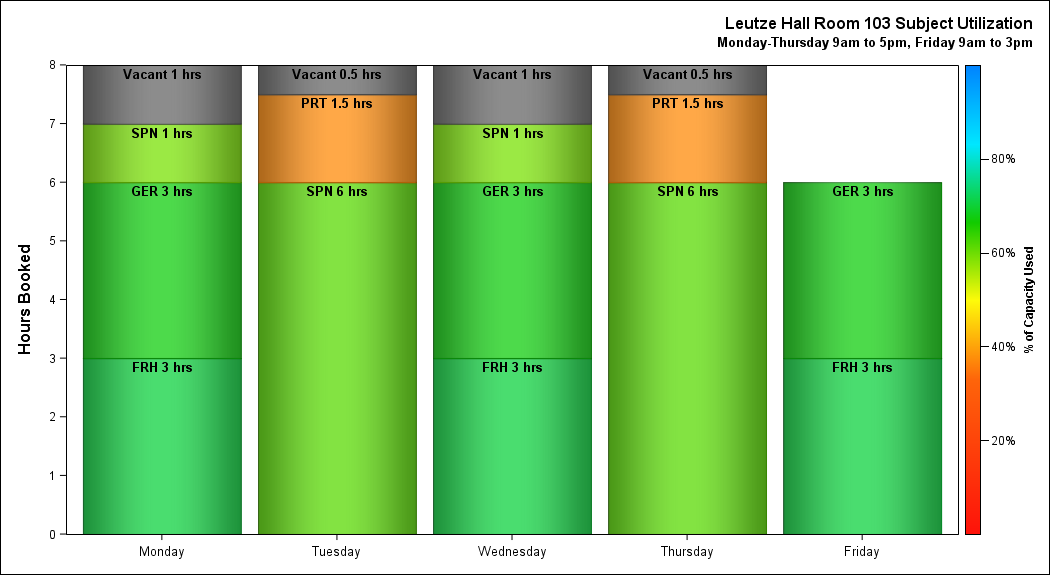 Leutze Hall Room 103 Subject Utilization
Monday-Thursday 9am to 5pm, Friday 9am to 3pm
Hours Booked
8
7
6
5
4
3
2
1
0
Vacant 1 hrs
SPN 1 hrs
GER 3 hrs
FRH 3 hrs
Vacant 0.5 hrs
PRT 1.5 hrs
SPN 6 hrs
Vacant 1 hrs
SPN 1 hrs
GER 3 hrs
FRH 3 hrs
Vacant 0.5 hrs
PRT 1.5 hrs
SPN 6 hrs
GER 3 hrs
FRH 3 hrs
Monday
Tuesday
Wednesday
Thursday
Friday
80%
60%
40%
20%
% of Capacity Used